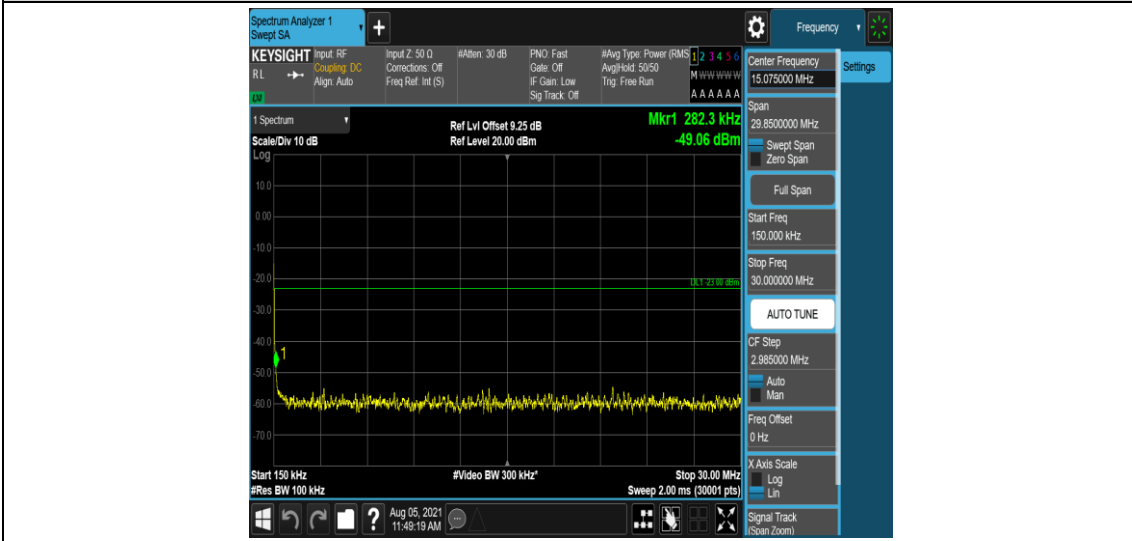 Spectrum Analyzer 1
Swept SA
+
Frequency
KEYSIGHT
RL
LXI
Input: RF
Coupling: DC
Align: Auto
Input Z: 50 Ω
Corrections: Off
Freq Ref: Int (S)
#Atten: 30 dB
PNO: Fast
Gate: Off
IF Gain: Low
Sig Track: Off
#Avg Type: Power (RMS
Avg|Hold: 50/50
Trig: Free Run
1 2 3 4 5 6
M W W W W W
A A A A A A
1 Spectrum
Scale/Div 10 dB
Log
Ref Lvl Offset 9.25 dB
Ref Level 20.00 dBm
Mkr1 282.3 kHz
-49.06 dBm
10.0
0.00
-10.0
-20.0
-30.0
-40.0
-50.0
-60.0
-70.0
DL1 -23.00 dBm
1
Start 150 kHz
#Res BW 100 kHz
#Video BW 300 kHz*
Stop 30.00 MHz
Sweep 2.00 ms (30001 pts)
?
Aug 05, 2021
11:49:19 AM
Center Frequency
15.075000 MHz
Settings
Span
29.8500000 MHz
Swept Span
Zero Span
Full Span
Start Freq
150.000 kHz
Stop Freq
30.000000 MHz
AUTO TUNE
CF Step
2.985000 MHz
Auto
Man
Freq Offset
0 Hz
X Axis Scale
Log
Lin
Signal Track
(Span Zoom)